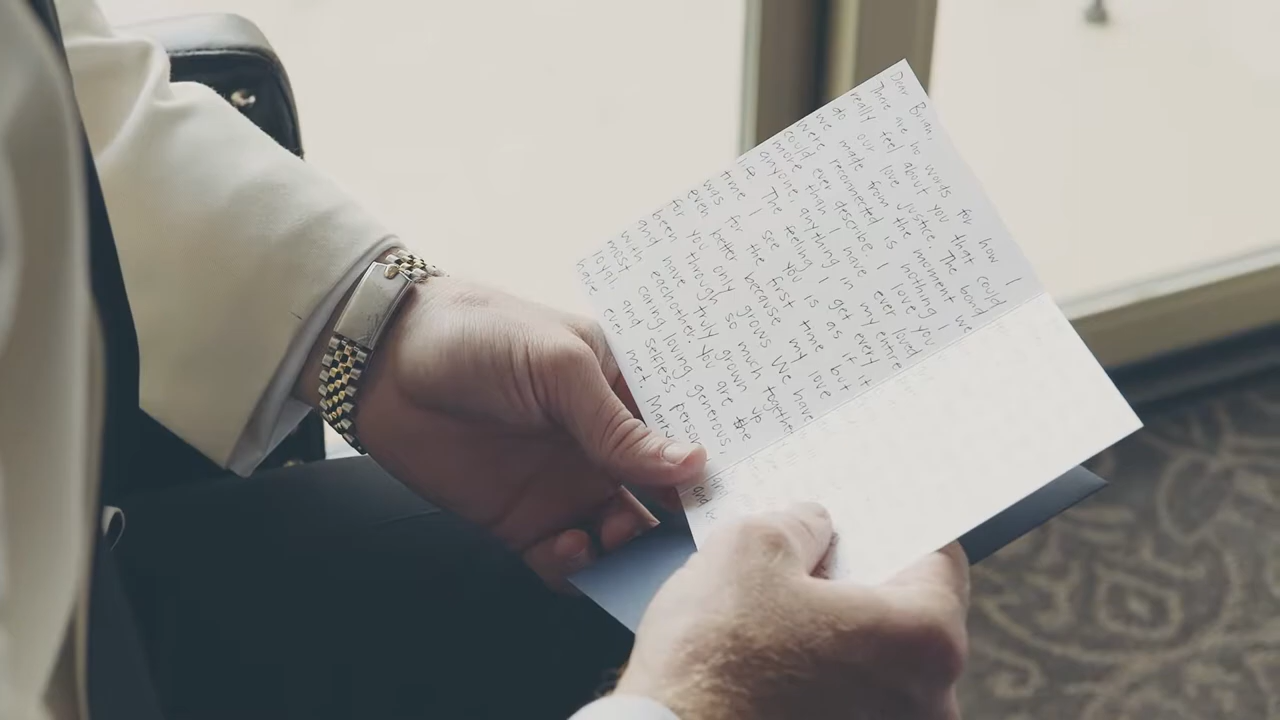 Dear Brian,
There are no words for how I
really feel about you that could
do our love justice. The bond
we made from the moment we
were reconnected is nothing I
could ever describe. I love you
more than I have ever loved
anyone, anything in my entire
life. The feeling I get every
time I see you is as if it
was for the first time but
even better because my love
for you only grows. We have
been through so much together
and have truly grown up
with eachother. You are the
most caring, loving, generous,
loyal, and selfless person
have ever met.
and